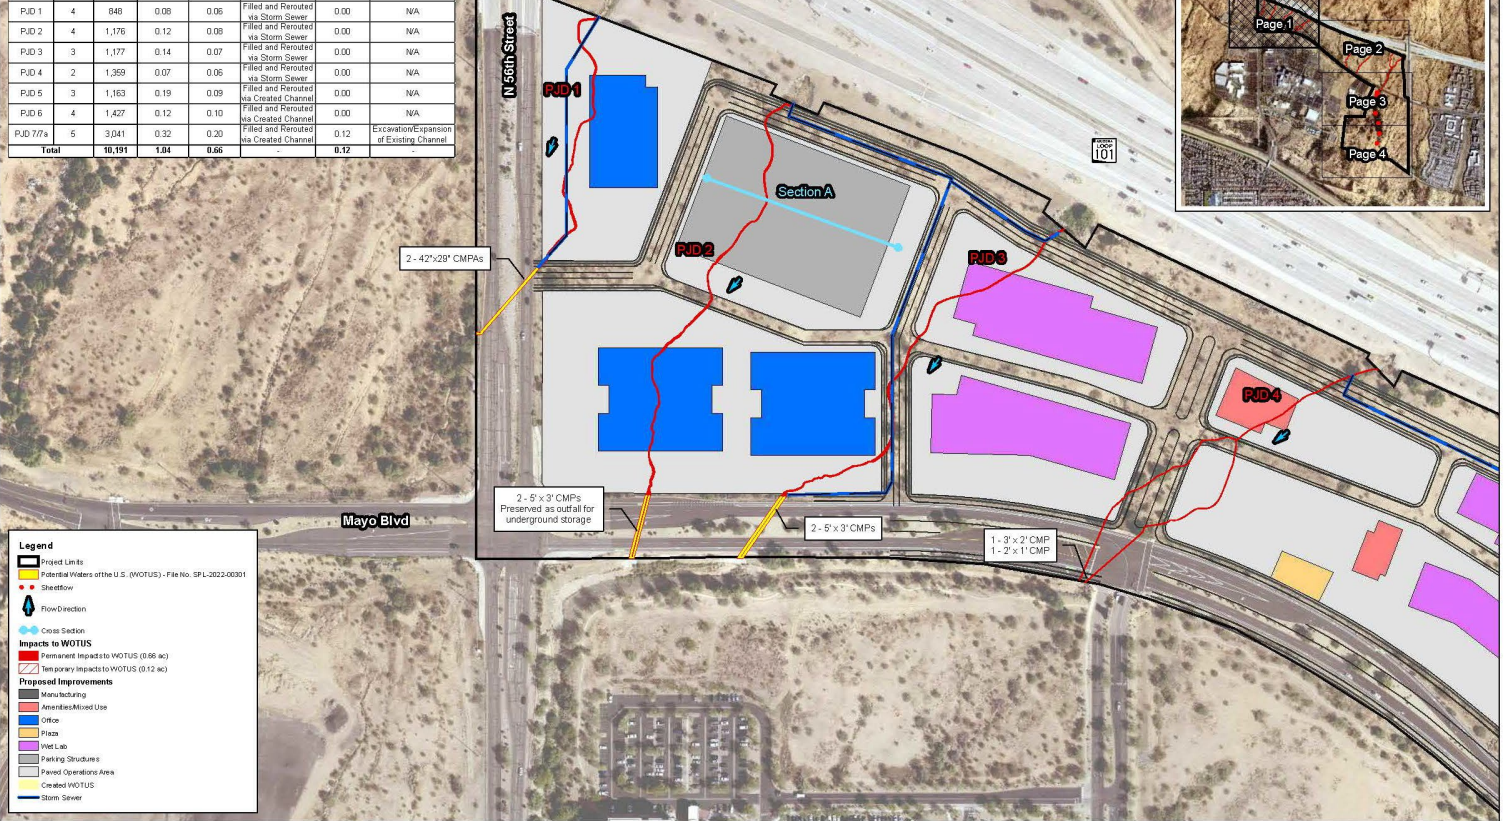 PJD 1 4 848 0.08 0.06 Filled and Rerouted via Storm Sewer 0.00 N/A
PJD 2 4 1,176 0.12 0.08 Filled and Rerouted via Storm Sewer 0.00 N/A
PJD 3 3 1,177 0.14 0.07 Filled and Rerouted via Storm Sewer 0.00 N/A
PJD 4 2 1,359 0.07 0.06 Filled and Rerouted via Storm Sewer 0.00 N/A
PJD 5 3 1,163 0.19 0.09 Filled and Rerouted via Created Channel 0.00 N/A
PJD 6 4 1,427 0.12 0.10 Filled and Rerouted via Created Channel 0.00 N/A
PJD 7/7a 5 3,041 0.32 0.20 Filled and Rerouted via Created Channel 0.12 Excavation/Expansion of Existing Channel
Total 10,191 1.04 0.66 - 0.12 -
N 56th Street
PJD 1
Section A
PJD 2
PJD 3
PJD 4
ARIZONA
LOOP
101
Page 1
Page 2
Page 3
Page 4
2 - 42"x29" CMPAs
2 - 5' x 3' CMPs
Preserved as outfall for
underground storage
2 - 5' x 3' CMPs
1 - 3' x 2' CMP
1 - 2' x 1' CMP
Mayo Blvd
Legend
Project Limits
Potential Waters of the U.S. (WOTUS) - File No. SPL-2022-00301
Sheetflow
Flow Direction
Cross Section
Impacts to WOTUS
Permanent Impacts to WOTUS (0.66 ac)
Temporary Impacts to WOTUS (0.12 ac)
Proposed Improvements
Manufacturing
Amenities/Mixed Use
Office
Plaza
Wet Lab
Parking Structures
Paved Operations Area
Created WOTUS
Storm Sewer